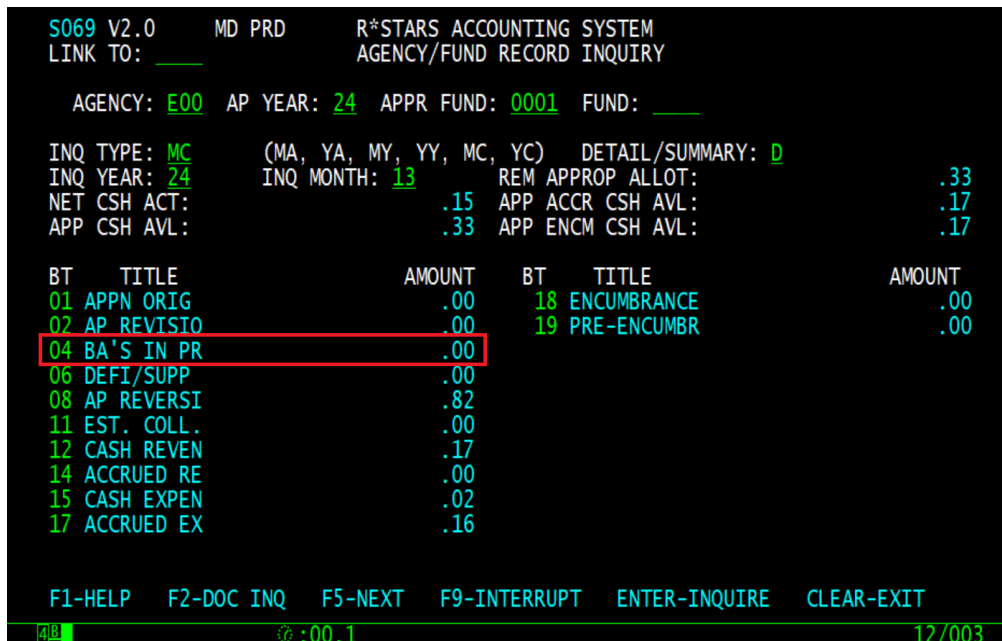 S069 V2.0 MD PRD R*STARS ACCOUNTING SYSTEM
LINK TO: ____ AGENCY/FUND RECORD INQUIRY
AGENCY: E00 AP YEAR: 24 APPR FUND: 0001 FUND: ____
INQ TYPE: MC (MA, YA, MY, YY, MC, YC) DETAIL/SUMMARY: D
INQ YEAR: 24 INQ MONTH: 13 REM APPROP ALLOT: .33
NET CSH ACT: .15 APP ACCR CSH AVL: .17
APP CSH AVL: .33 APP ENCM CSH AVL: .17
BT TITLE AMOUNT BT TITLE AMOUNT
01 APPN ORIG .00 18 ENCUMBRANCE .00
02 AP REVISIO .00 19 PRE-ENCUMBR .00
04 BA'S IN PR .00
06 DEFI/SUPP .00
08 AP REVERSI .82
11 EST. COLL. .00
12 CASH REVEN .17
14 ACCRUED RE .00
15 CASH EXPEN .02
17 ACCRUED EX .16
F1-HELP F2-DOC INQ F5-NEXT F9-INTERRUPT ENTER-INQUIRE CLEAR-EXIT
4B :00.1 12/003